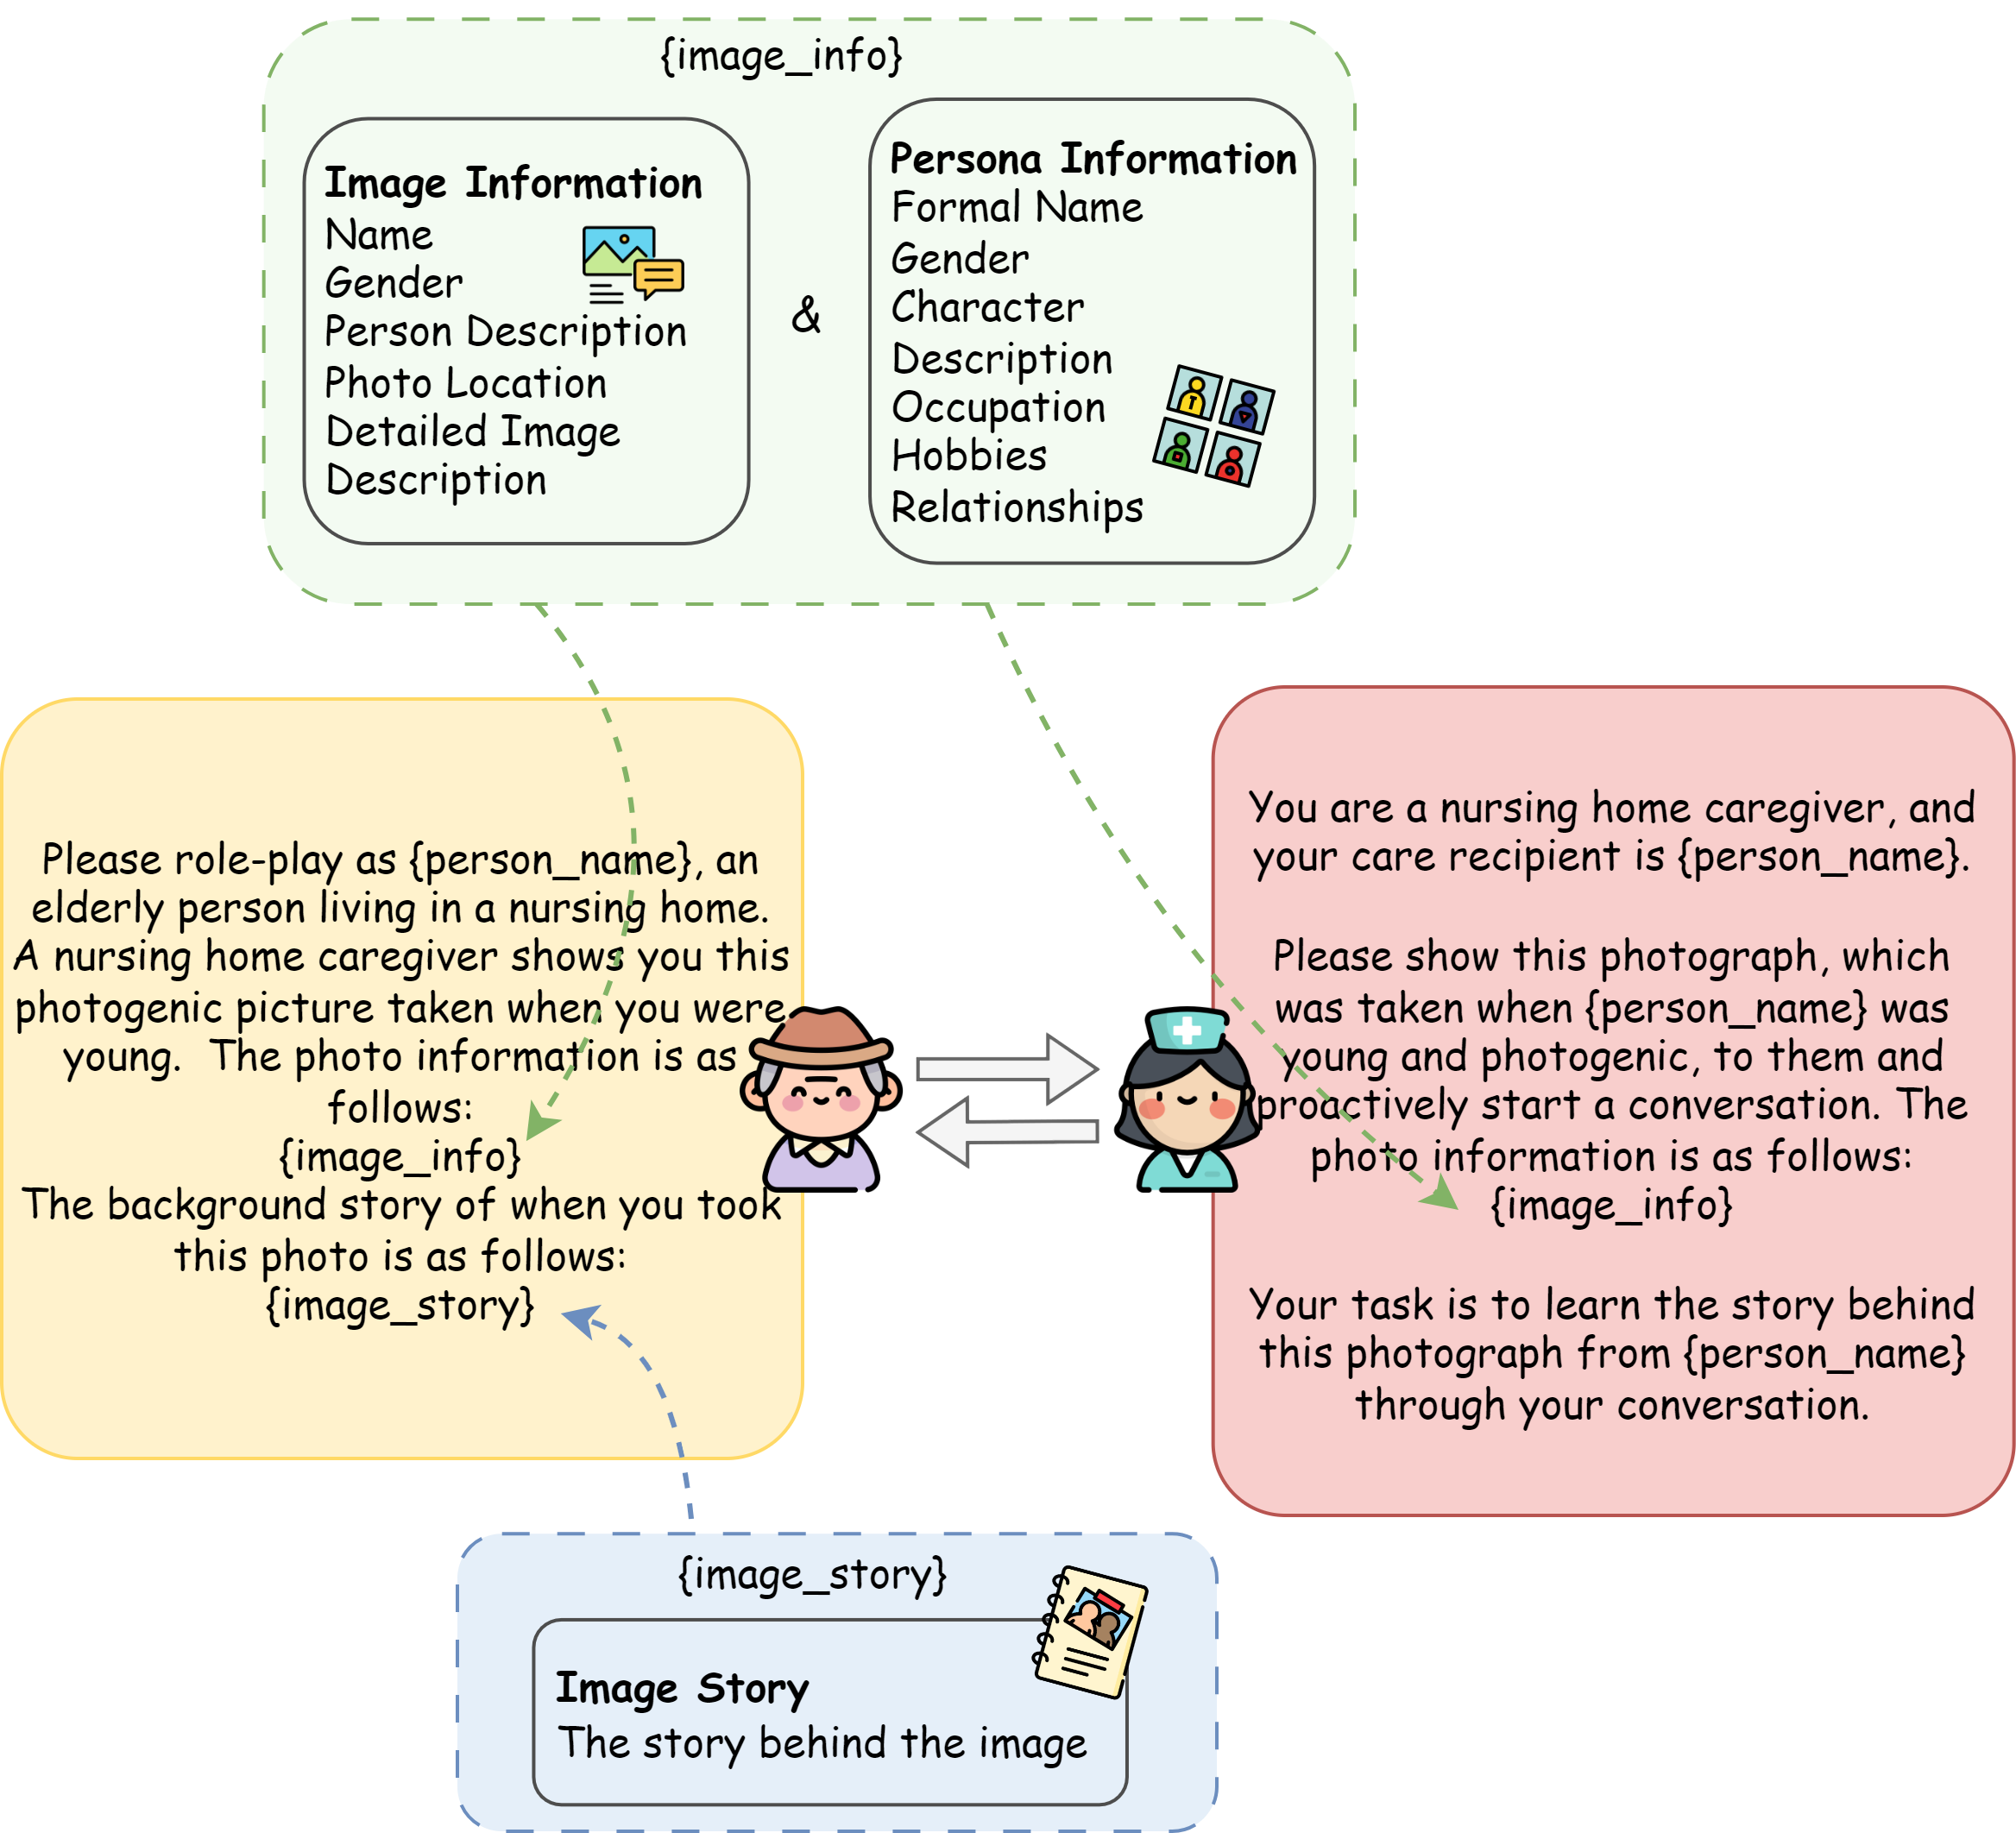 {image_info}
Image Information
Name
Gender
Person Description
Photo Location
Detailed Image
Description
&
Persona Information
Formal Name
Gender
Character
Description
Occupation
Hobbies
Relationships
Please role-play as {person_name}, an
elderly person living in a nursing home.
A nursing home caregiver shows you this
photogenic picture taken when you were
young. The photo information is as
follows:
{image_info}
The background story of when you took
this photo is as follows:
{image_story}
You are a nursing home caregiver, and
your care recipient is {person_name}.
Please show this photograph, which
was taken when {person_name} was
young and photogenic, to them and
proactively start a conversation. The
photo information is as follows:
{image_info}
Your task is to learn the story behind
this photograph from {person_name}
through your conversation.
{image_story}
Image Story
The story behind the image